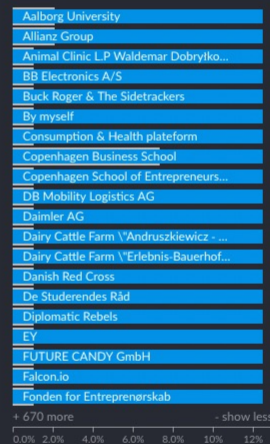 Aalborg University
Allianz Group
Animal Clinic L.P Waldemar Dobryłko...
BB Electronics A/S
Buck Roger & The Sidetrackers
By myself
Consumption & Health plateform
Copenhagen Business School
Copenhagen School of Entrepreneurs...
DB Mobility Logistics AG
Daimler AG
Dairy Cattle Farm \"Andruszkiewicz - ...
Dairy Cattle Farm \"Erlebnis-Bauerhof...
Danish Red Cross
De Studerendes Råd
Diplomatic Rebels
EY
FUTURE CANDY GmbH
Falcon.io
Fonden for Entreprenørskab
+ 670 more - show less
0.0% 2.0% 4.0% 6.0% 8.0% 10% 12%